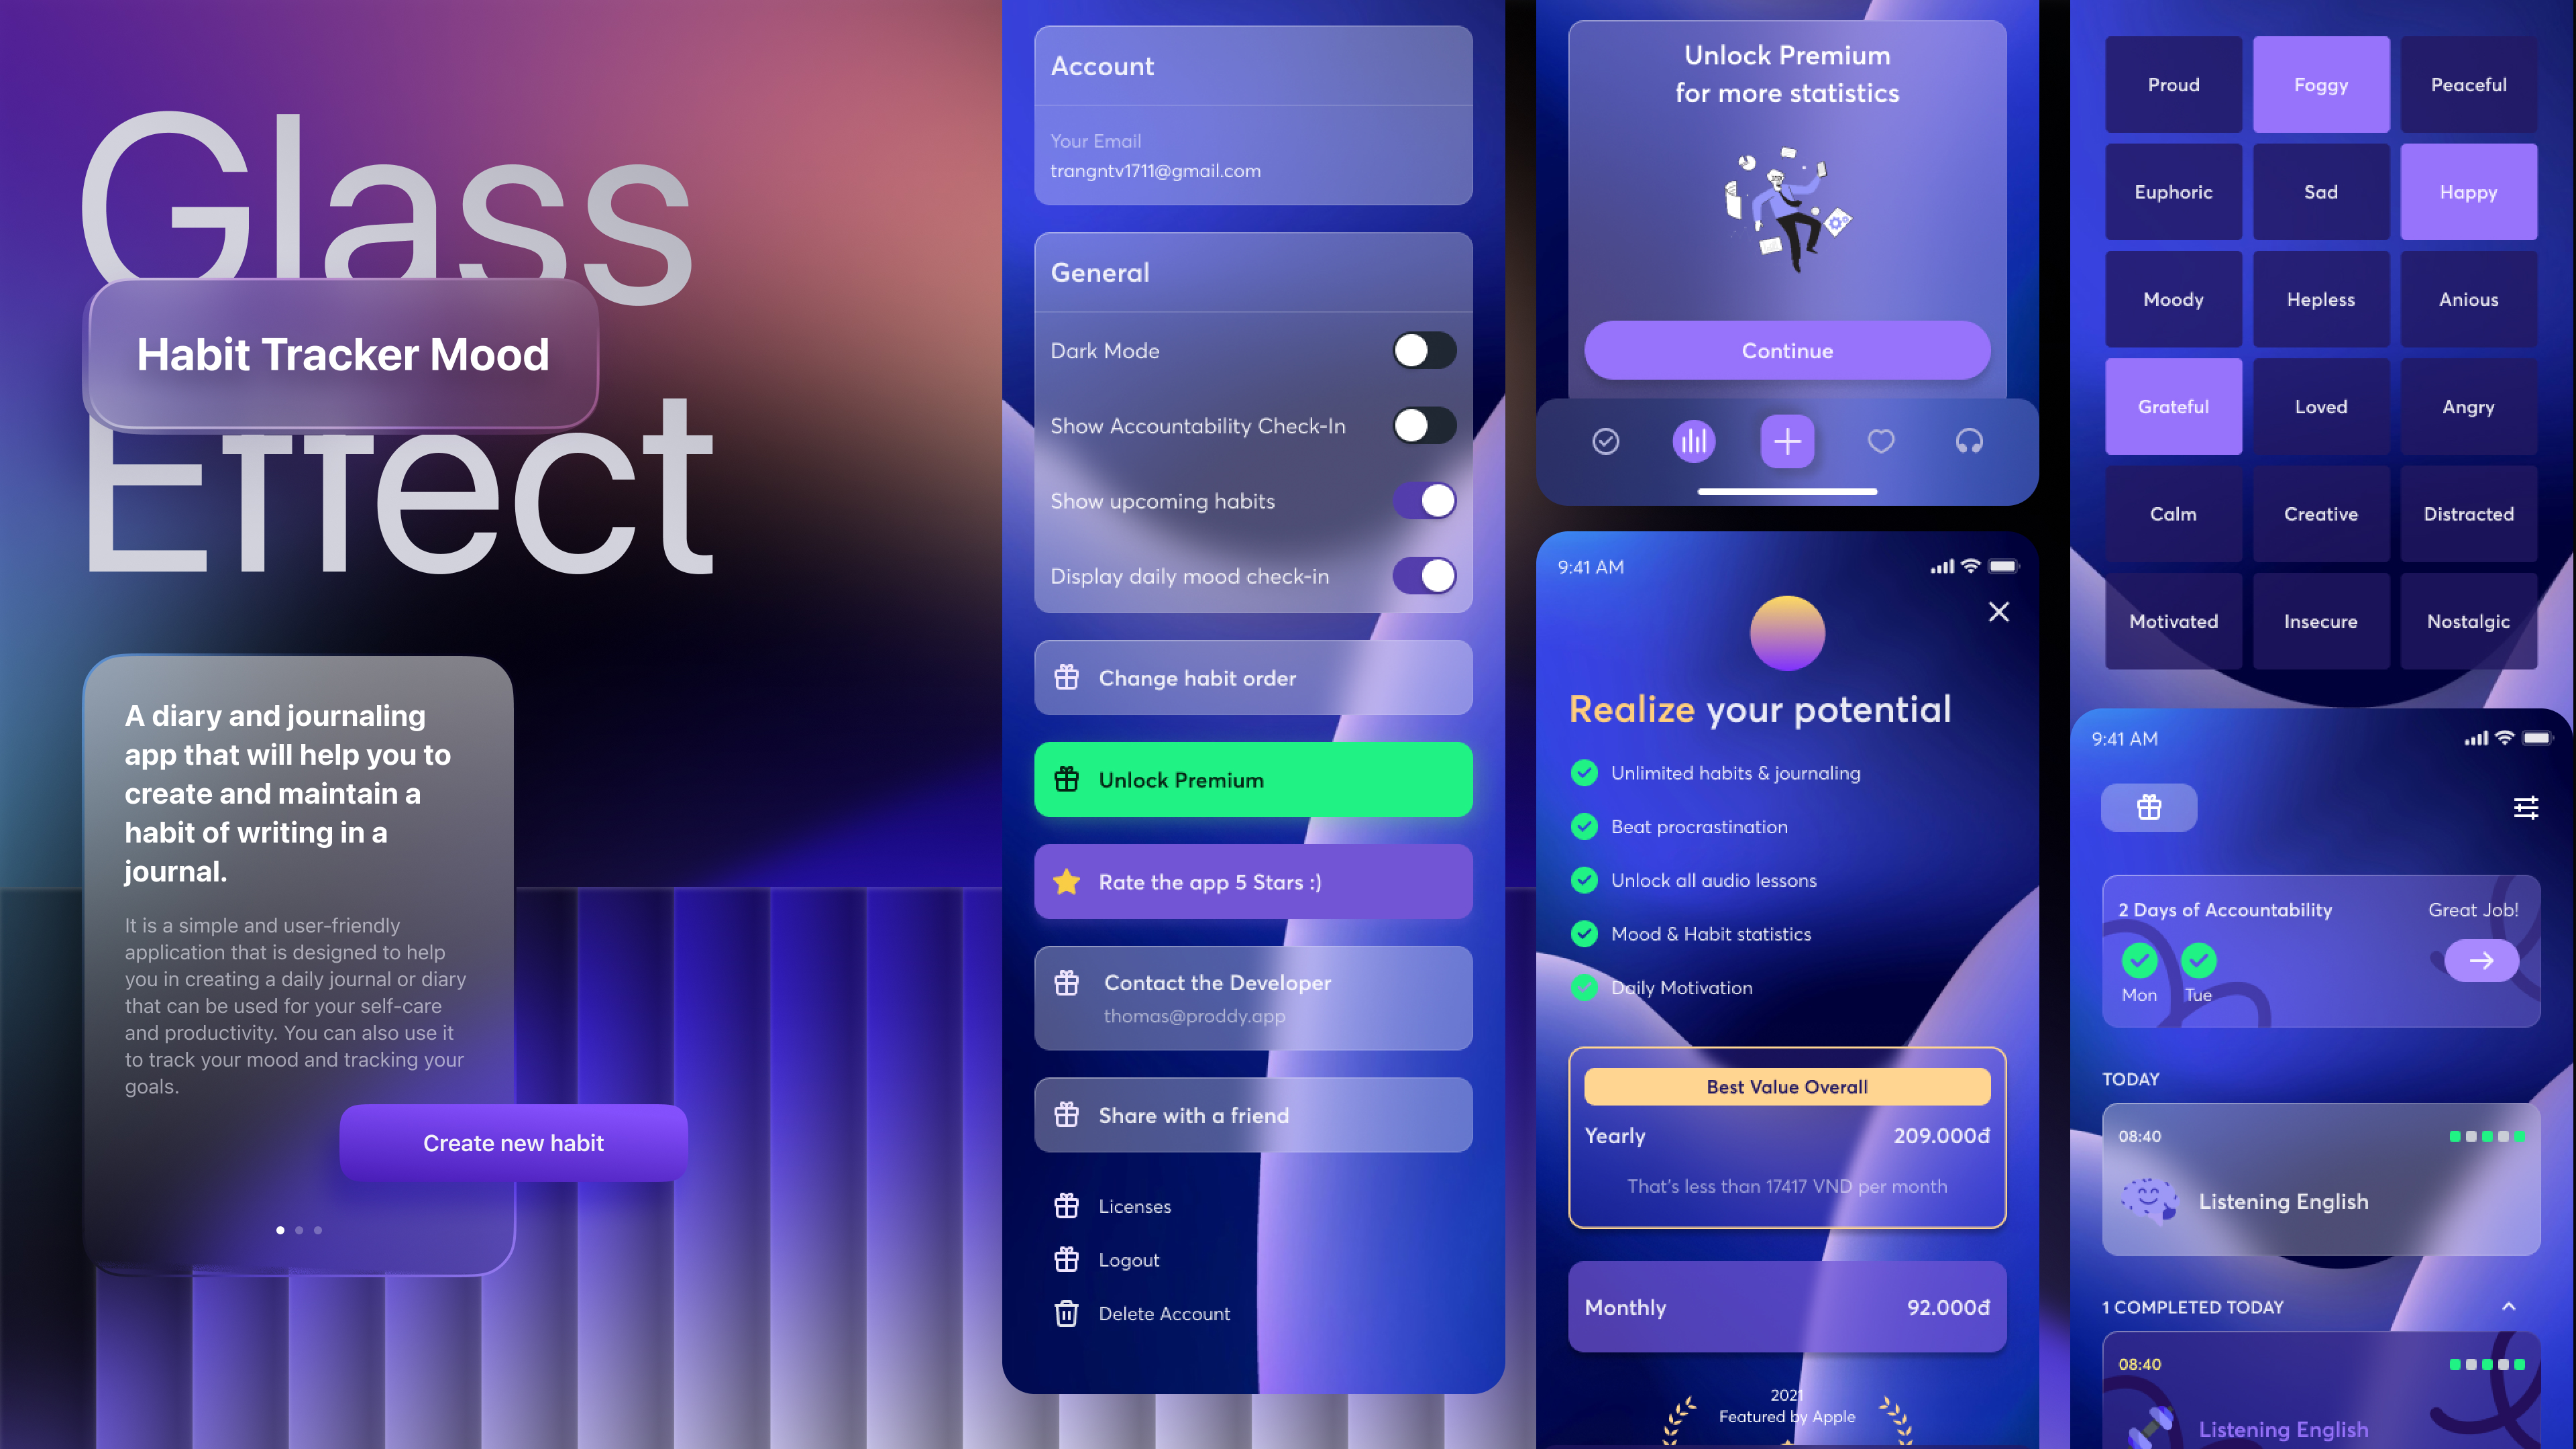 Glass
Habit Tracker Mood
Effect
A diary and journaling
app that will help you to
create and maintain a
habit of writing in a
journal.
It is a simple and user-friendly
application that is designed to help
you in creating a daily journal or diary
that can be used for your self-care
and productivity. You can also use it
to track your mood and tracking your
goals.
Create new habit
Account
Your Email
trangntv1711@gmail.com
General
Dark Mode
Show Accountability Check-In
Show upcoming habits
Display daily mood check-in
Change habit order
Unlock Premium
Rate the app 5 Stars :)
Contact the Developer
thomas@proddy.app
Share with a friend
Licenses
Logout
Delete Account
Unlock Premium
for more statistics
Continue
9:41 AM
Realize your potential
Unlimited habits & journaling
Beat procrastination
Unlock all audio lessons
Mood & Habit statistics
Daily Motivation
Best Value Overall
Yearly 209.000đ
That's less than 17417 VND per month
Monthly 92.000đ
2021
Featured by Apple
Proud Foggy Peaceful
Euphoric Sad Happy
Moody Hepless Anious
Grateful Loved Angry
Calm Creative Distracted
Motivated Insecure Nostalgic
9:41 AM
2 Days of Accountability Great Job!
Mon Tue
TODAY
08:40
Listening English
1 COMPLETED TODAY
08:40
Listening English